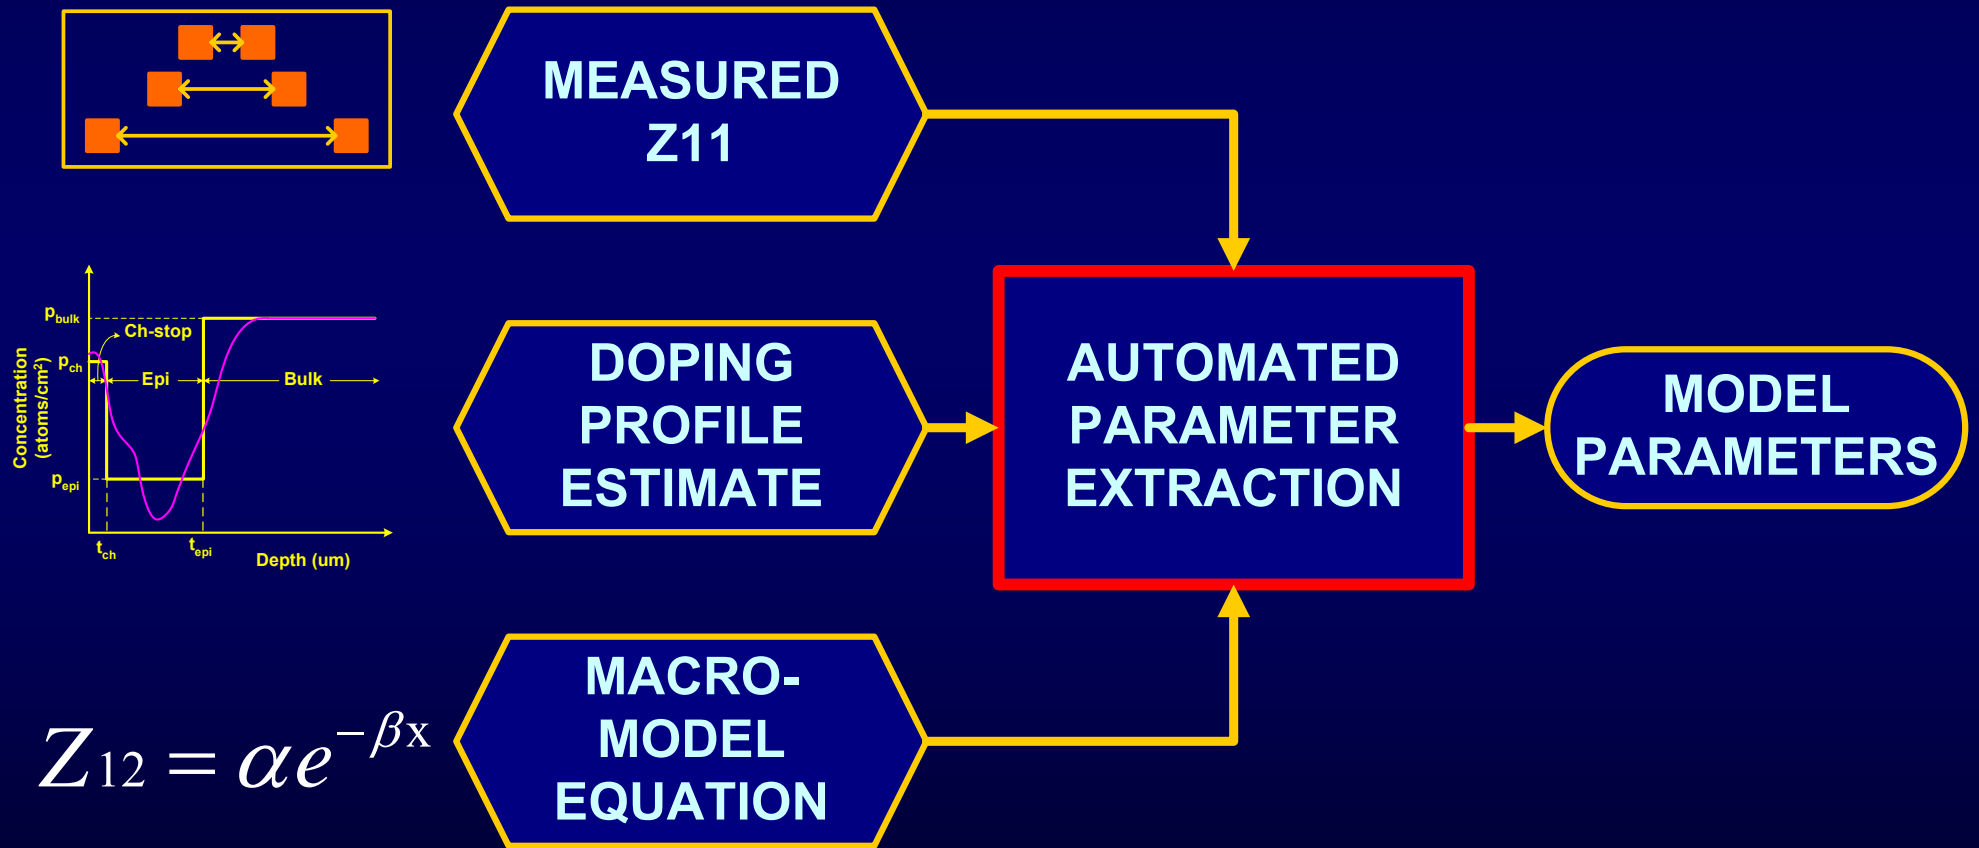 MEASURED
Z11
p_bulk
Ch-stop
p_ch
Epi
Bulk
Concentration
(atoms/cm²)
p_epi
t_ch
t_epi
Depth (um)
DOPING
PROFILE
ESTIMATE
AUTOMATED
PARAMETER
EXTRACTION
MODEL
PARAMETERS
Z₁₂ = αe^{-βx}
MACRO-
MODEL
EQUATION